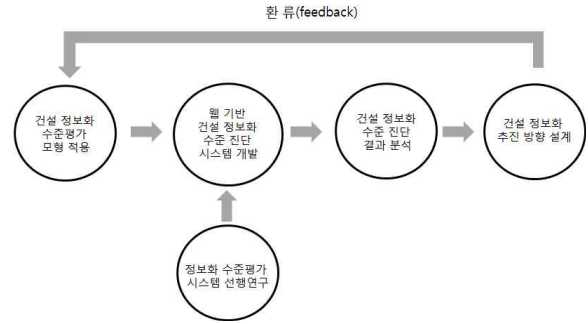 환 류(feedback)
건설 정보화
수준평가
모형 적용
웹 기반
건설 정보화
수준 진단
시스템 개발
건설 정보화
수준 진단
결과 분석
건설 정보화
추진 방향 설계
정보화 수준평가
시스템 선행연구